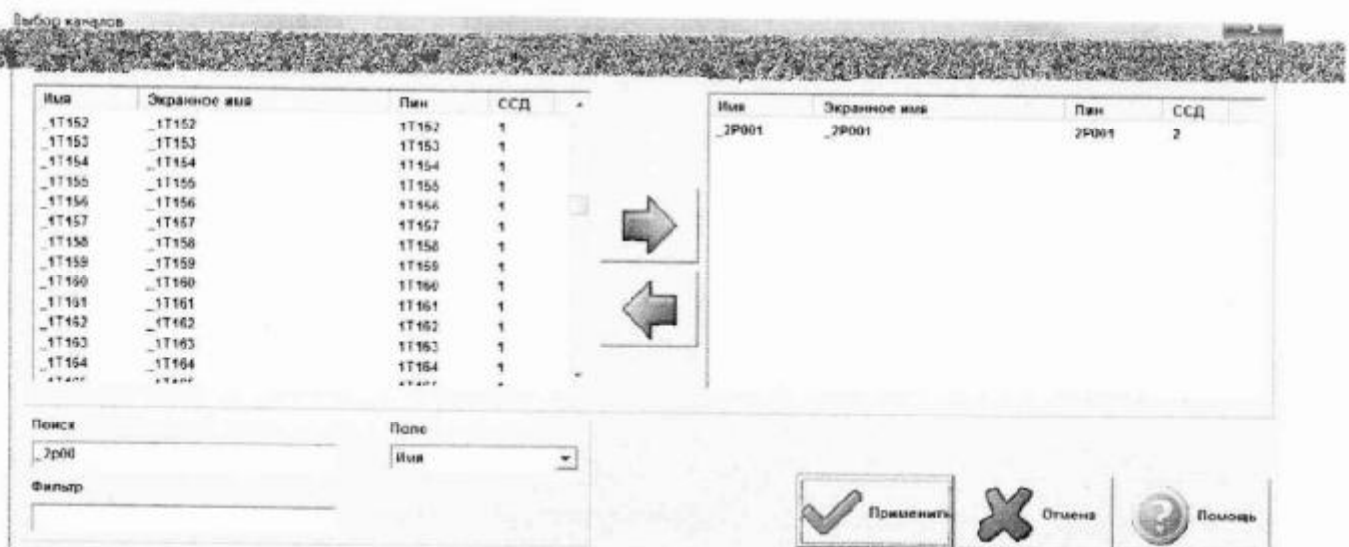 Выбор каналов
Имя Экранное имя Пин ССД
_1T152 _1T152 1T152 1
_1T153 _1T153 1T153 1
_1T154 _1T154 1T154 1
_1T155 _1T155 1T155 1
_1T156 _1T156 1T156 1
_1T157 _1T157 1T157 1
_1T158 _1T158 1T158 1
_1T159 _1T159 1T159 1
_1T160 _1T160 1T160 1
_1T161 _1T161 1T161 1
_1T162 _1T162 1T162 1
_1T163 _1T163 1T163 1
_1T164 _1T164 1T164 1
Имя Экранное имя Пин ССД
_2P001 _2P001 2P001 2
Поиск Поле
_2p00 Имя
Фильтр
Применить Отмена Помощь